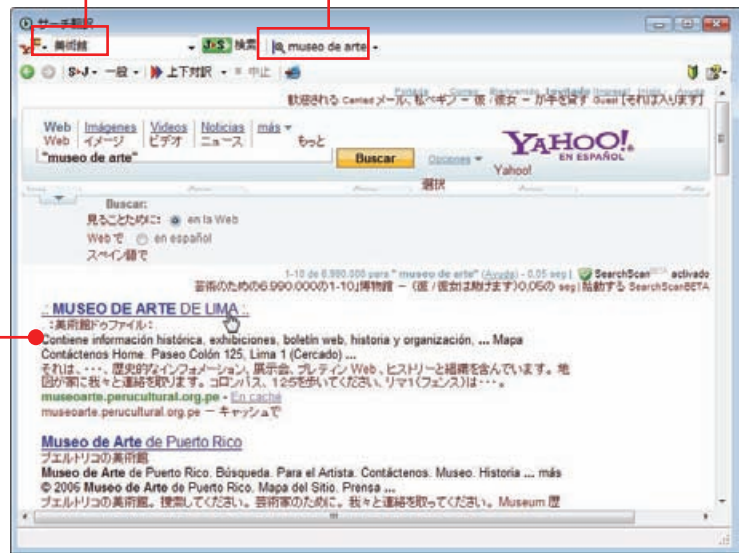 サーチ翻訳
美術館 J▸S 検索 museo de arte
S▸J 一般 上下対訳 中止
歓迎される Correoメール、私ペギン - 彼 / 彼女 - が手を貸す Guest [それは入ります]
Web Imágenes Videos Noticias más
Web イメージ ビデオ ニュース もっと
"museo de arte" Buscar Opciones YAHOO!
EN ESPAÑOL
Yahoo!
選択
Buscar:
見ることために: en la Web
Webで en español
スペイン語で
1-10 de 6.990.000 para "museo de arte" (Ayuda) - 0,05 seg | SearchScan BETA activado
芸術のための6.990.000の1-10」博物館 - (彼 /彼女は助けます)0,05の seg | 始動する SearchScanBETA
.: MUSEO DE ARTE DE LIMA :.
. :美術館ドゥファイル:
Contiene información histórica, exhibiciones, boletín web, historia y organización, ... Mapa
Contáctenos Home. Paseo Colón 125, Lima 1 (Cercado) ...
それは、・・・、歴史的なインフォメーション、展示会、ブレティン Web、ヒストリーと組織を含んでいます。地
図が家に我々と連絡を取ります。コロンバス、125を歩いてください、リマ1(フェンス)は・・・。
museoarte.perucultural.org.pe - En caché
museoarte.perucultural.org.pe - キャッシュで
Museo de Arte de Puerto Rico
プエルトリコの美術館
Museo de Arte de Puerto Rico. Búsqueda. Para el Artista. Contáctenos. Museo. Historia ... más
© 2006 Museo de Arte de Puerto Rico. Mapa del Sitio. Prensa ...
プエルトリコの美術館。捜索してください。芸術家のために。我々と連絡を取ってください。Museum 歴